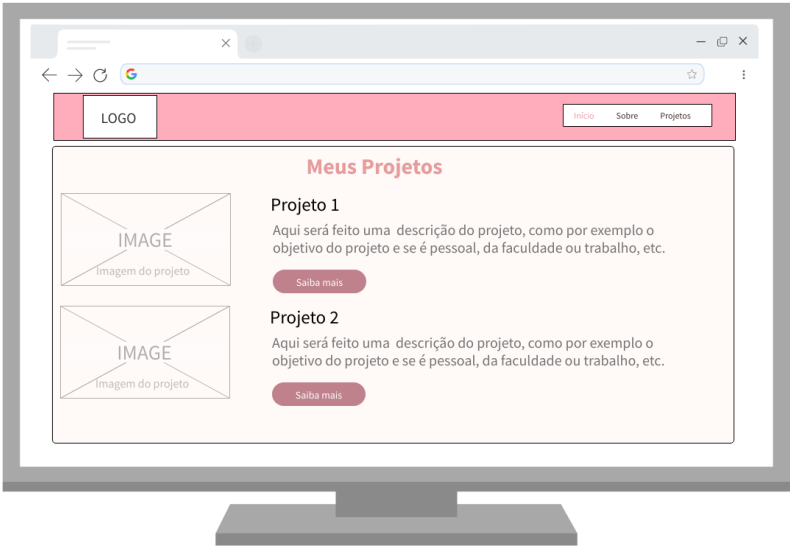 LOGO
Início Sobre Projetos
Meus Projetos
IMAGE
Imagem do projeto
Projeto 1
Aqui será feito uma descrição do projeto, como por exemplo o
objetivo do projeto e se é pessoal, da faculdade ou trabalho, etc.
Saiba mais
IMAGE
Imagem do projeto
Projeto 2
Aqui será feito uma descrição do projeto, como por exemplo o
objetivo do projeto e se é pessoal, da faculdade ou trabalho, etc.
Saiba mais